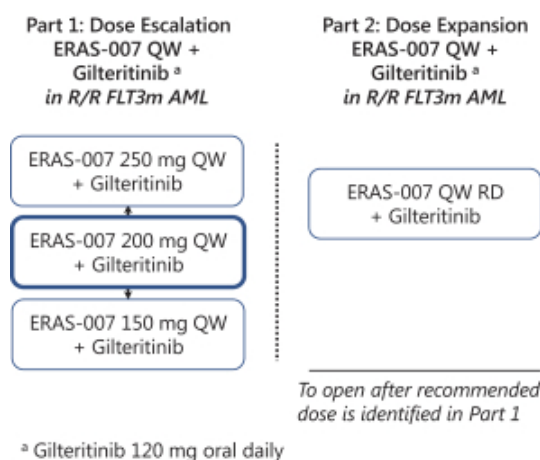 Part 1: Dose Escalation
ERAS-007 QW +
Gilteritinib ᵃ
in R/R FLT3m AML
ERAS-007 250 mg QW
+ Gilteritinib
ERAS-007 200 mg QW
+ Gilteritinib
ERAS-007 150 mg QW
+ Gilteritinib
Part 2: Dose Expansion
ERAS-007 QW +
Gilteritinib ᵃ
in R/R FLT3m AML
ERAS-007 QW RD
+ Gilteritinib
To open after recommended
dose is identified in Part 1
ᵃ Gilteritinib 120 mg oral daily